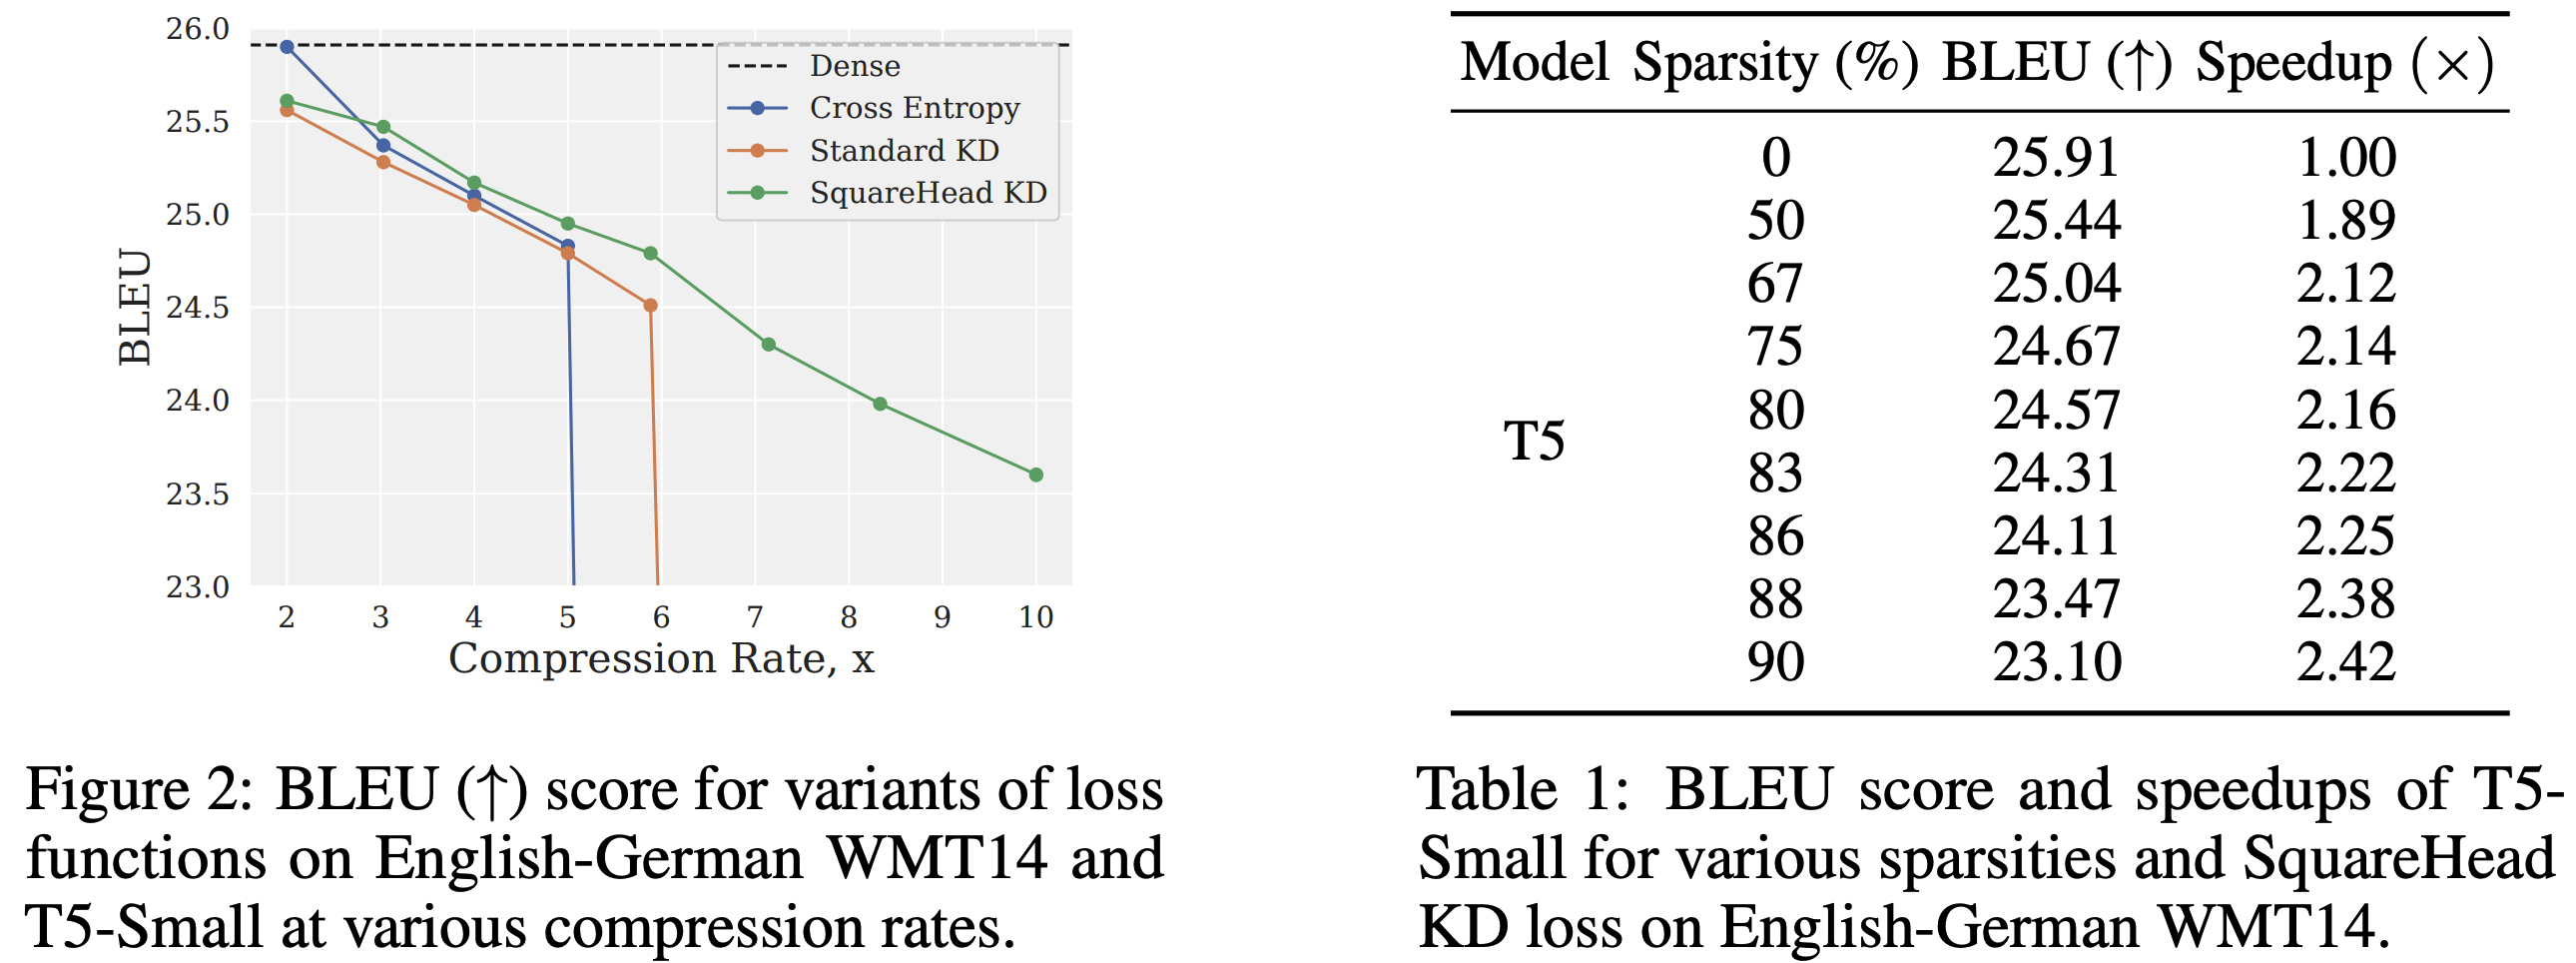 26.0
25.5
25.0
24.5
24.0
23.5
23.0
BLEU
2 3 4 5 6 7 8 9 10
Compression Rate, x
Dense
Cross Entropy
Standard KD
SquareHead KD
Figure 2: BLEU (↑) score for variants of loss
functions on English-German WMT14 and
T5-Small at various compression rates.
Model Sparsity (%) BLEU (↑) Speedup (×)
0 25.91 1.00
50 25.44 1.89
67 25.04 2.12
75 24.67 2.14
80 24.57 2.16
T5
83 24.31 2.22
86 24.11 2.25
88 23.47 2.38
90 23.10 2.42
Table 1: BLEU score and speedups of T5-
Small for various sparsities and SquareHead
KD loss on English-German WMT14.